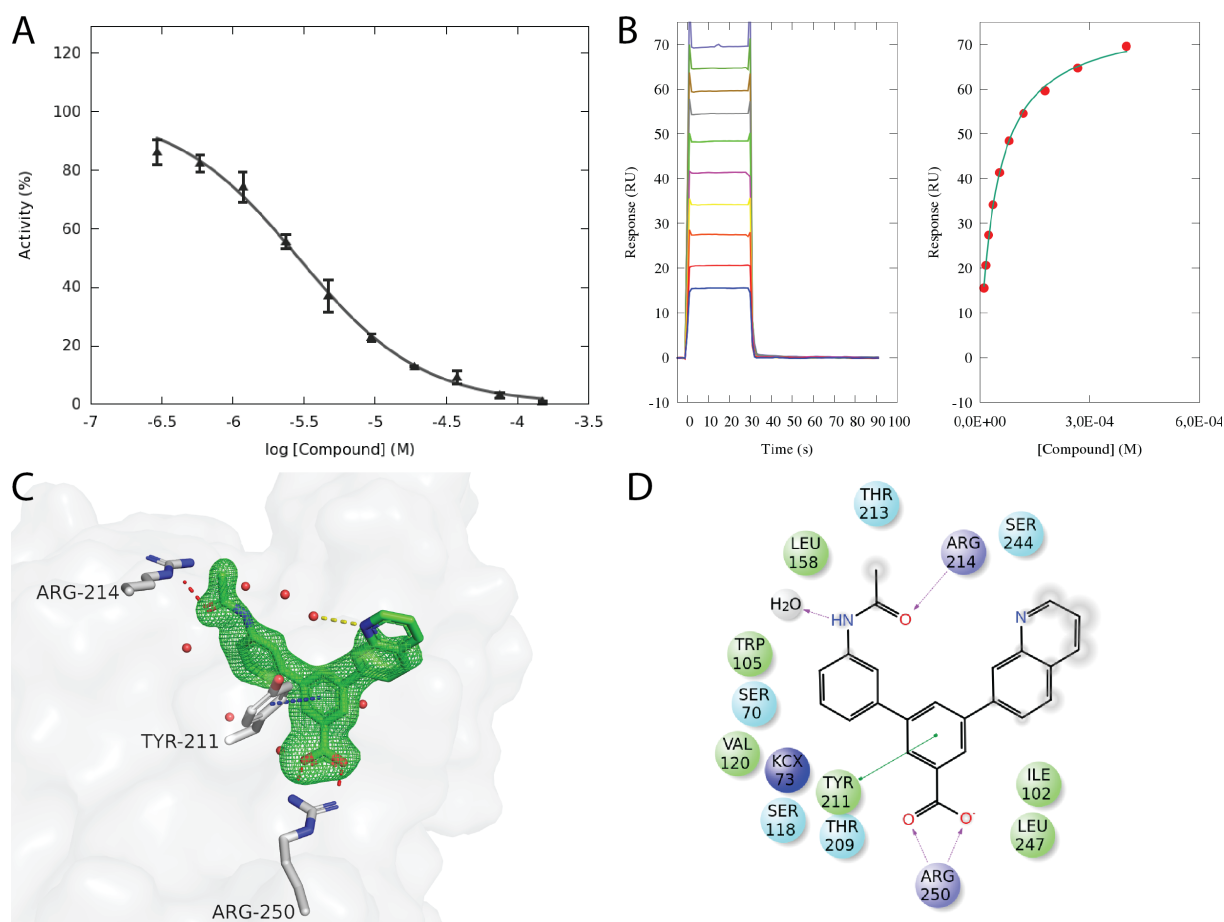 A
120
100
80
60
40
20
0
Activity (%)
-7
-6.5
-6
-5.5
-5
-4.5
-4
-3.5
log [Compound] (M)
B
70
60
50
40
30
20
10
0
-10
Response (RU)
0 10 20 30 40 50 60 70 80 90 100
Time (s)
70
60
50
40
30
20
10
0
-10
Response (RU)
0,0E+00
3,0E-04
6,0E-04
[Compound] (M)
C
ARG-214
TYR-211
ARG-250
D
THR
213
SER
244
LEU
158
ARG
214
H₂O
HN
O
N
TRP
105
SER
70
VAL
120
KCX
73
TYR
211
ILE
102
SER
118
THR
209
O
O-
LEU
247
ARG
250